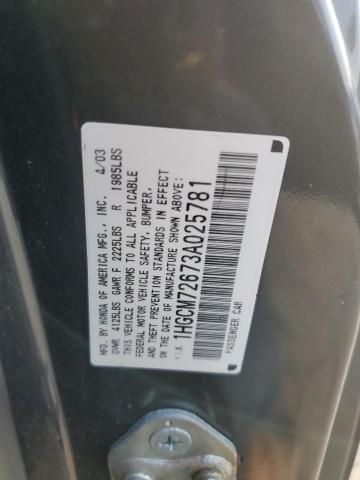 MFD. BY HONDA OF AMERICA MFG., INC. 4/03
GVWR 4125LBS GAWR F 2225LBS R 1985LBS
THIS VEHICLE CONFORMS TO ALL APPLICABLE
FEDERAL MOTOR VEHICLE SAFETY, BUMPER,
AND THEFT PREVENTION STANDARDS IN EFFECT
ON THE DATE OF MANUFACTURE SHOWN ABOVE.
V.I.N. 1HGCM72673A025781
PASSENGER CAR